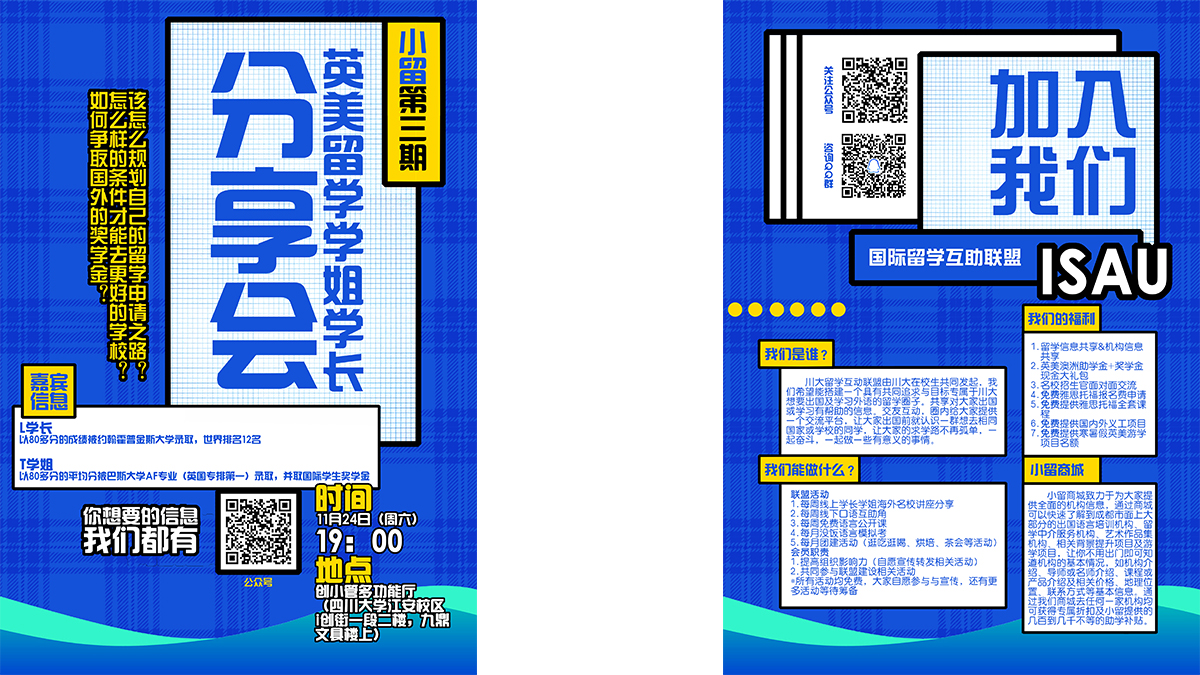 小留第三期
英美留学学姐学长
分享会
该怎么规划自己的留学申请之路？
怎么样的条件才能去更好的学校？
如何争取国外的奖学金？
嘉宾
信息
L学长
以80多分的成绩被约翰霍普金斯大学录取，世界排名12名
T学姐
以80多分的平均分被巴斯大学AF专业（英国专排第一）录取，并取国际学生奖学金
你想要的信息
我们都有
公众号
时间
11月24日（周六）
19：00
地点
创小喜多功能厅
（四川大学江安校区
i创街一段二楼，九鼎
文具楼上）
关注公众号
咨询QQ群
加入
我们
国际留学互助联盟
ISAU
我们是谁？
川大留学互动联盟由川大在校生共同发起，我
们希望能搭建一个具有共同追求与目标专属于川大
想要出国及学习外语的留学圈子，共享对大家出国
或学习有帮助的信息、交友互动，圈内给大家提供
一个交流平台，让大家出国前就认识一群想去相同
国家或学校的同学，让大家的求学路不再孤单，一
起奋斗，一起做一些有意义的事情。
我们能做什么？
联盟活动
1.每周线上学长学姐海外名校讲座分享
2.每周线下口语互助角
3.每周免费语言公开课
4.每月没饭语言模拟考
5.每月团建活动（逛吃逛喝、烘培、茶会等活动）
会员职责
1.提高组织影响力（自愿宣传转发相关活动）
2.共同参与联盟建设相关活动
*所有活动均免费，大家自愿参与与宣传，还有更
多活动等待筹备
我们的福利
1.留学信息共享&机构信息
共享
2.英美澳洲助学金+奖学金
现金大礼包
3.名校招生官面对面交流
4.免费雅思托福报名费申请
5.免费提供雅思托福全套课
程
6.免费提供国内外义工项目
7.免费提供寒暑假英美游学
项目名额
小留商城
小留商城致力于为大家提
供全面的机构信息，通过商城
可以快速了解到成都市面上大
部分的出国语言培训机构、留
学中介服务机构、艺术作品集
机构、相关背景提升项目及游
学项目，让你不用出门即可知
道机构的基本情况，如机构介
绍、导师或名师介绍、课程或
产品介绍及相关价格、地理位
置、联系方式等基本信息。通
过我们商城去任何一家机构均
可获得专属折扣及小留提供的
几百到几千不等的助学补贴。